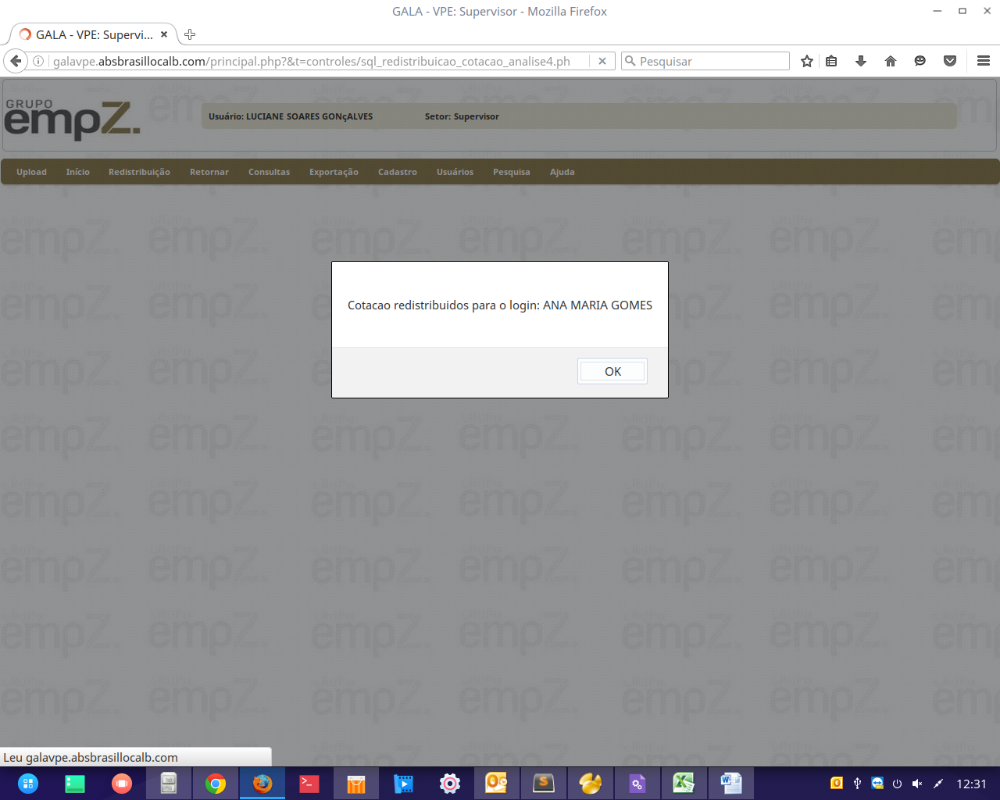 GALA - VPE: Supervisor - Mozilla Firefox
GALA - VPE: Supervi...
galavpe.absbrasillocalb.com/principal.php?&t=controles/sql_redistribuicao_cotacao_analise4.ph
Pesquisar
GRUPO
empZ.
Usuário: LUCIANE SOARES GONçALVES
Setor: Supervisor
Upload
Início
Redistribuição
Retornar
Consultas
Exportação
Cadastro
Usuários
Pesquisa
Ajuda
Cotacao redistribuidos para o login: ANA MARIA GOMES
OK
Leu galavpe.absbrasillocalb.com
12:31